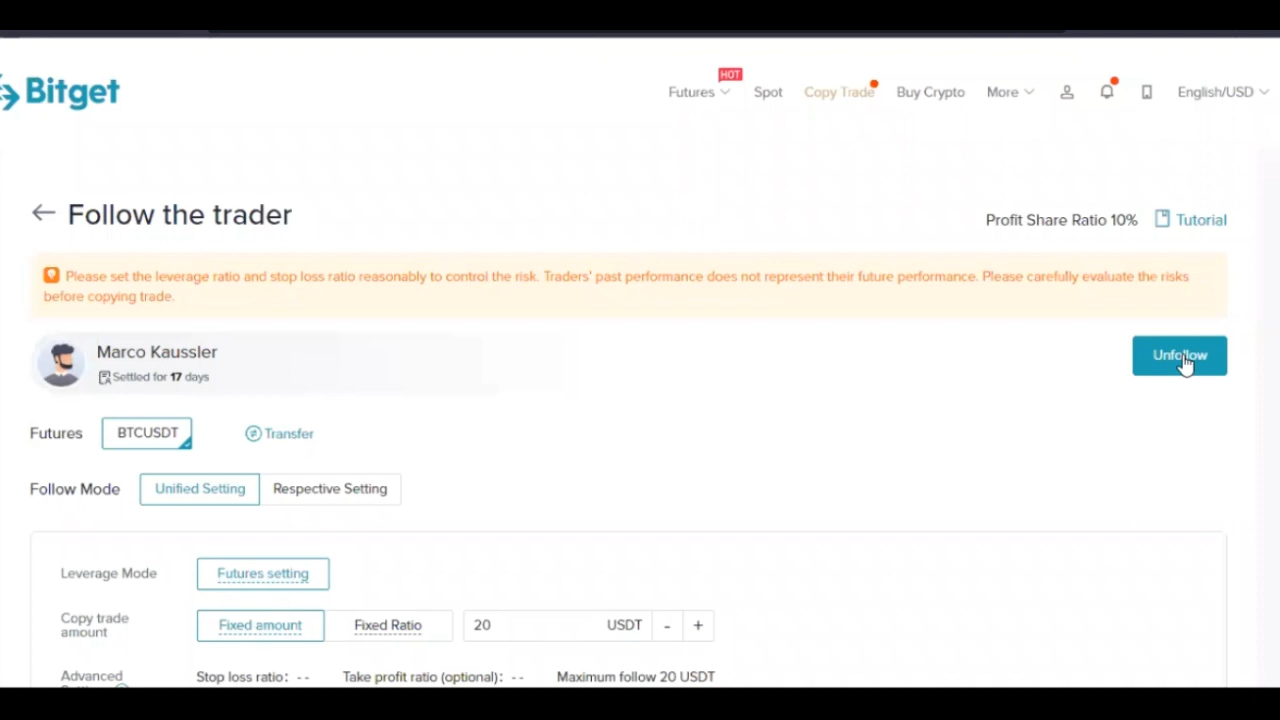 Bitget
HOT
Futures Spot Copy Trade Buy Crypto More English/USD
Follow the trader
Profit Share Ratio 10% Tutorial
Please set the leverage ratio and stop loss ratio reasonably to control the risk. Traders' past performance does not represent their future performance. Please carefully evaluate the risks
before copying trade.
Marco Kaussler
Settled for 17 days
Unfollow
Futures BTCUSDT Transfer
Follow Mode Unified Setting Respective Setting
Leverage Mode Futures setting
Copy trade
amount
Fixed amount Fixed Ratio 20 USDT - +
Advanced
Stop loss ratio: -- Take profit ratio (optional): -- Maximum follow 20 USDT